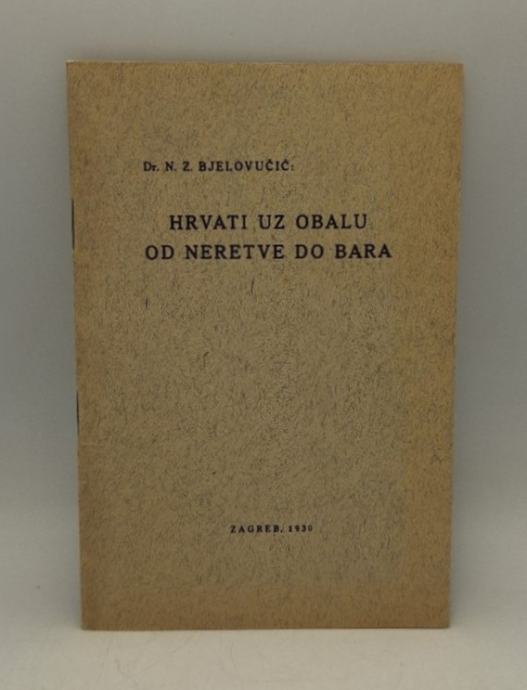 Dr. N. Z. BJELOVUČIĆ:
HRVATI UZ OBALU
OD NERETVE DO BARA
ZAGREB, 1930